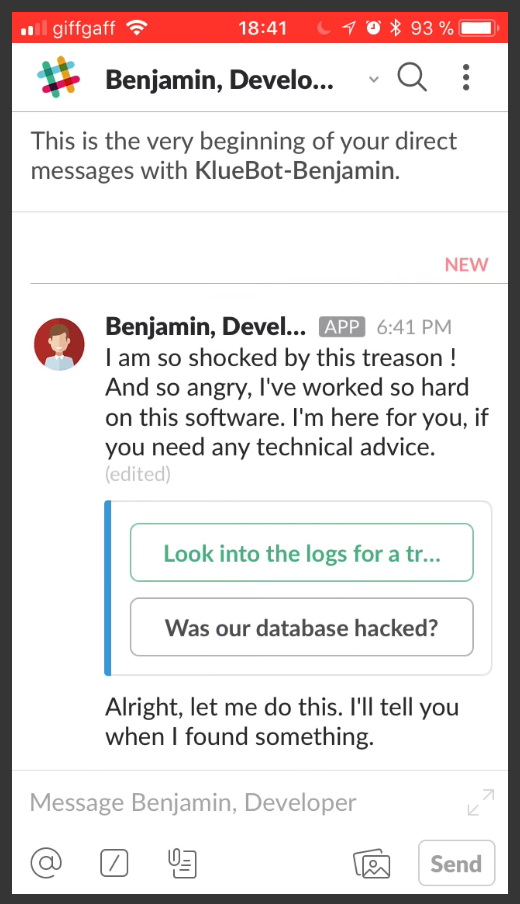 giffgaff 18:41 93 %
Benjamin, Develo...
This is the very beginning of your direct
messages with KlueBot-Benjamin.
NEW
Benjamin, Devel... APP 6:41 PM
I am so shocked by this treason !
And so angry, I've worked so hard
on this software. I'm here for you, if
you need any technical advice.
(edited)
Look into the logs for a tr...
Was our database hacked?
Alright, let me do this. I'll tell you
when I found something.
Message Benjamin, Developer
@ / Send